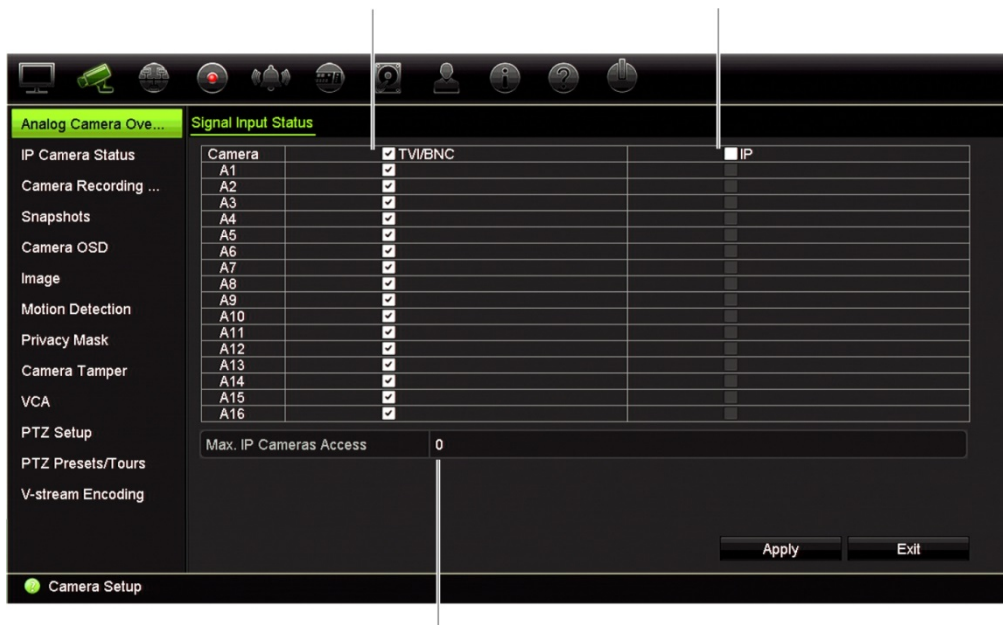 Analog Camera Ove...
Signal Input Status
IP Camera Status
Camera Recording ...
Snapshots
Camera OSD
Image
Motion Detection
Privacy Mask
Camera Tamper
VCA
PTZ Setup
PTZ Presets/Tours
V-stream Encoding
Camera TVI/BNC IP
A1
A2
A3
A4
A5
A6
A7
A8
A9
A10
A11
A12
A13
A14
A15
A16
Max. IP Cameras Access 0
Apply Exit
Camera Setup